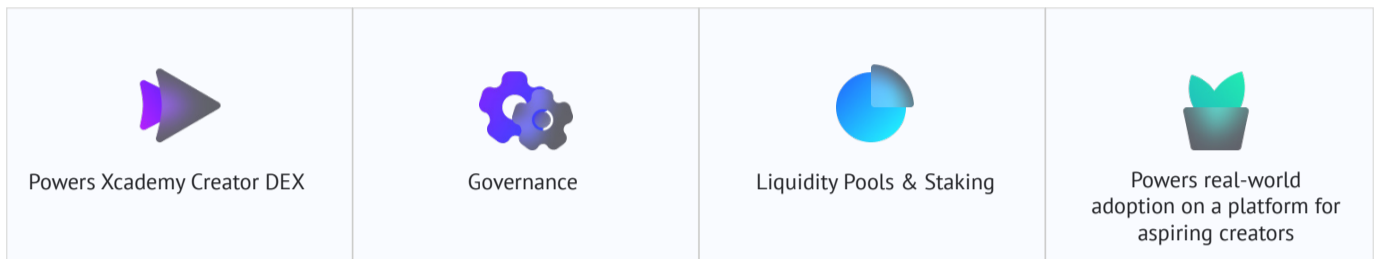 Powers Xcademy Creator DEX
Governance
Liquidity Pools & Staking
Powers real-world
adoption on a platform for
aspiring creators